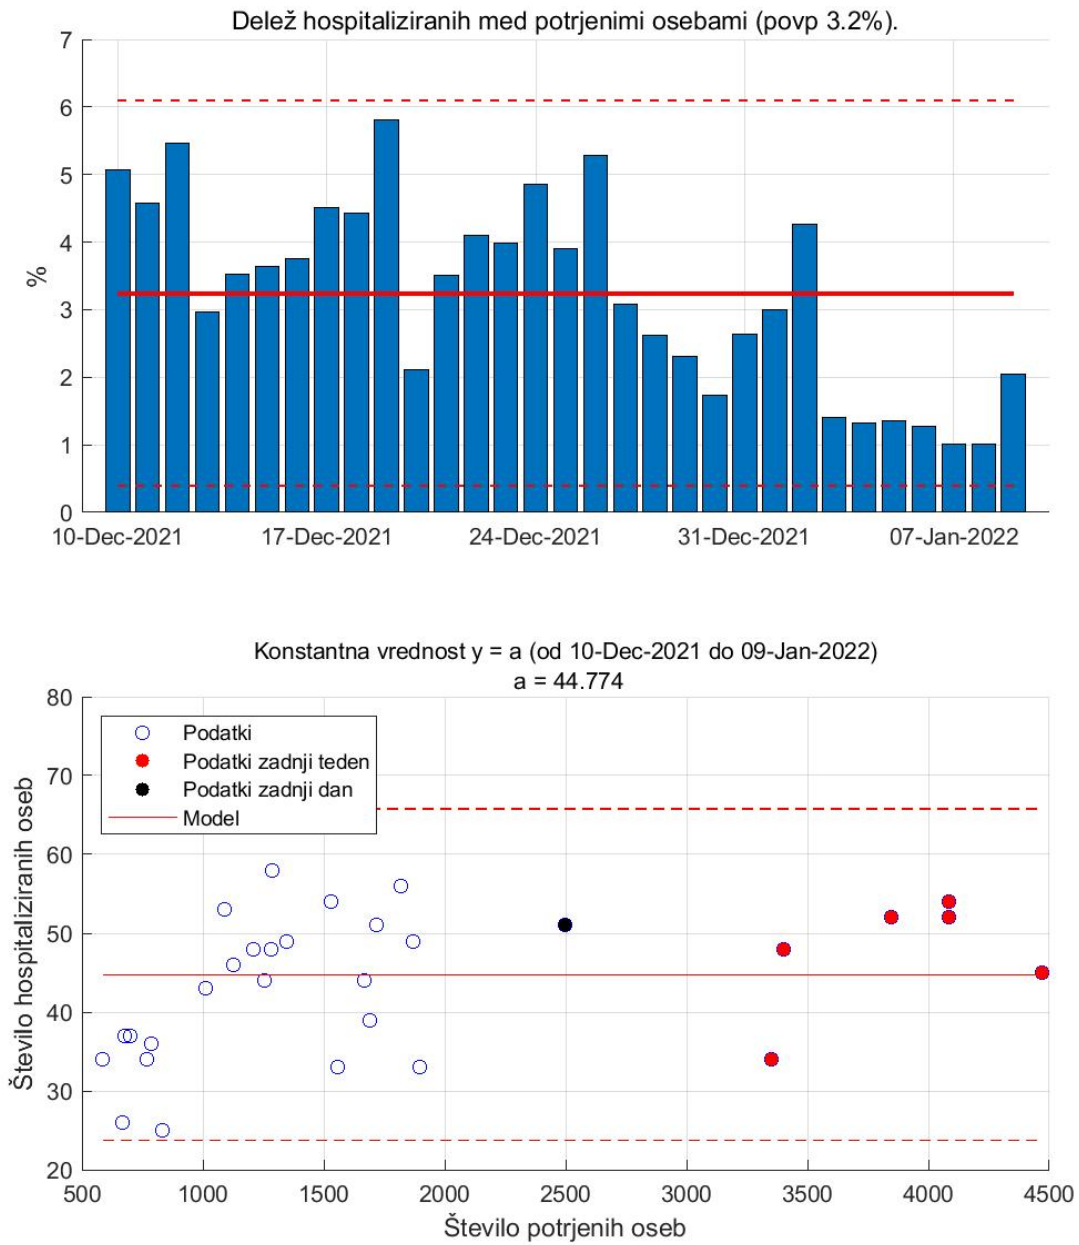 Delež hospitaliziranih med potrjenimi osebami (povp 3.2%).
7
6
5
4
3
2
1
0
%
10-Dec-2021 17-Dec-2021 24-Dec-2021 31-Dec-2021 07-Jan-2022
Konstantna vrednost y = a (od 10-Dec-2021 do 09-Jan-2022)
a = 44.774
80
70
60
50
40
30
20
Število hospitaliziranih oseb
Podatki
Podatki zadnji teden
Podatki zadnji dan
Model
500 1000 1500 2000 2500 3000 3500 4000 4500
Število potrjenih oseb